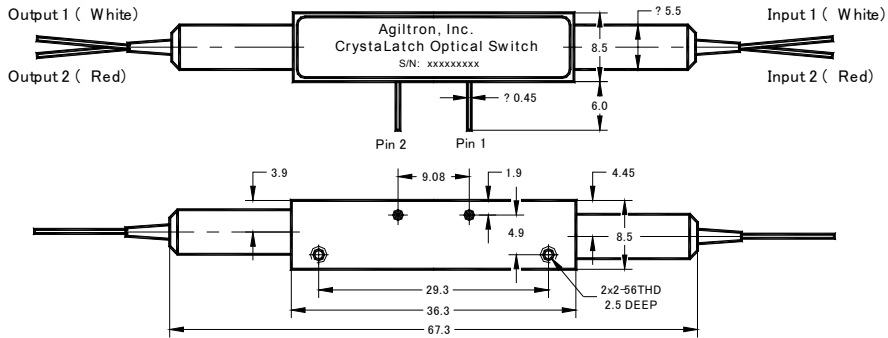 Output 1 ( White)
Agiltron, Inc.
CrystaLatch Optical Switch
S/N: xxxxxxxxx
? 5.5
Input 1 ( White)
8.5
Output 2 ( Red)
Input 2 ( Red)
? 0.45
6.0
Pin 2
Pin 1
3.9
9.08
1.9
4.45
4.9
8.5
29.3
2x2-56THD
2.5 DEEP
36.3
67.3